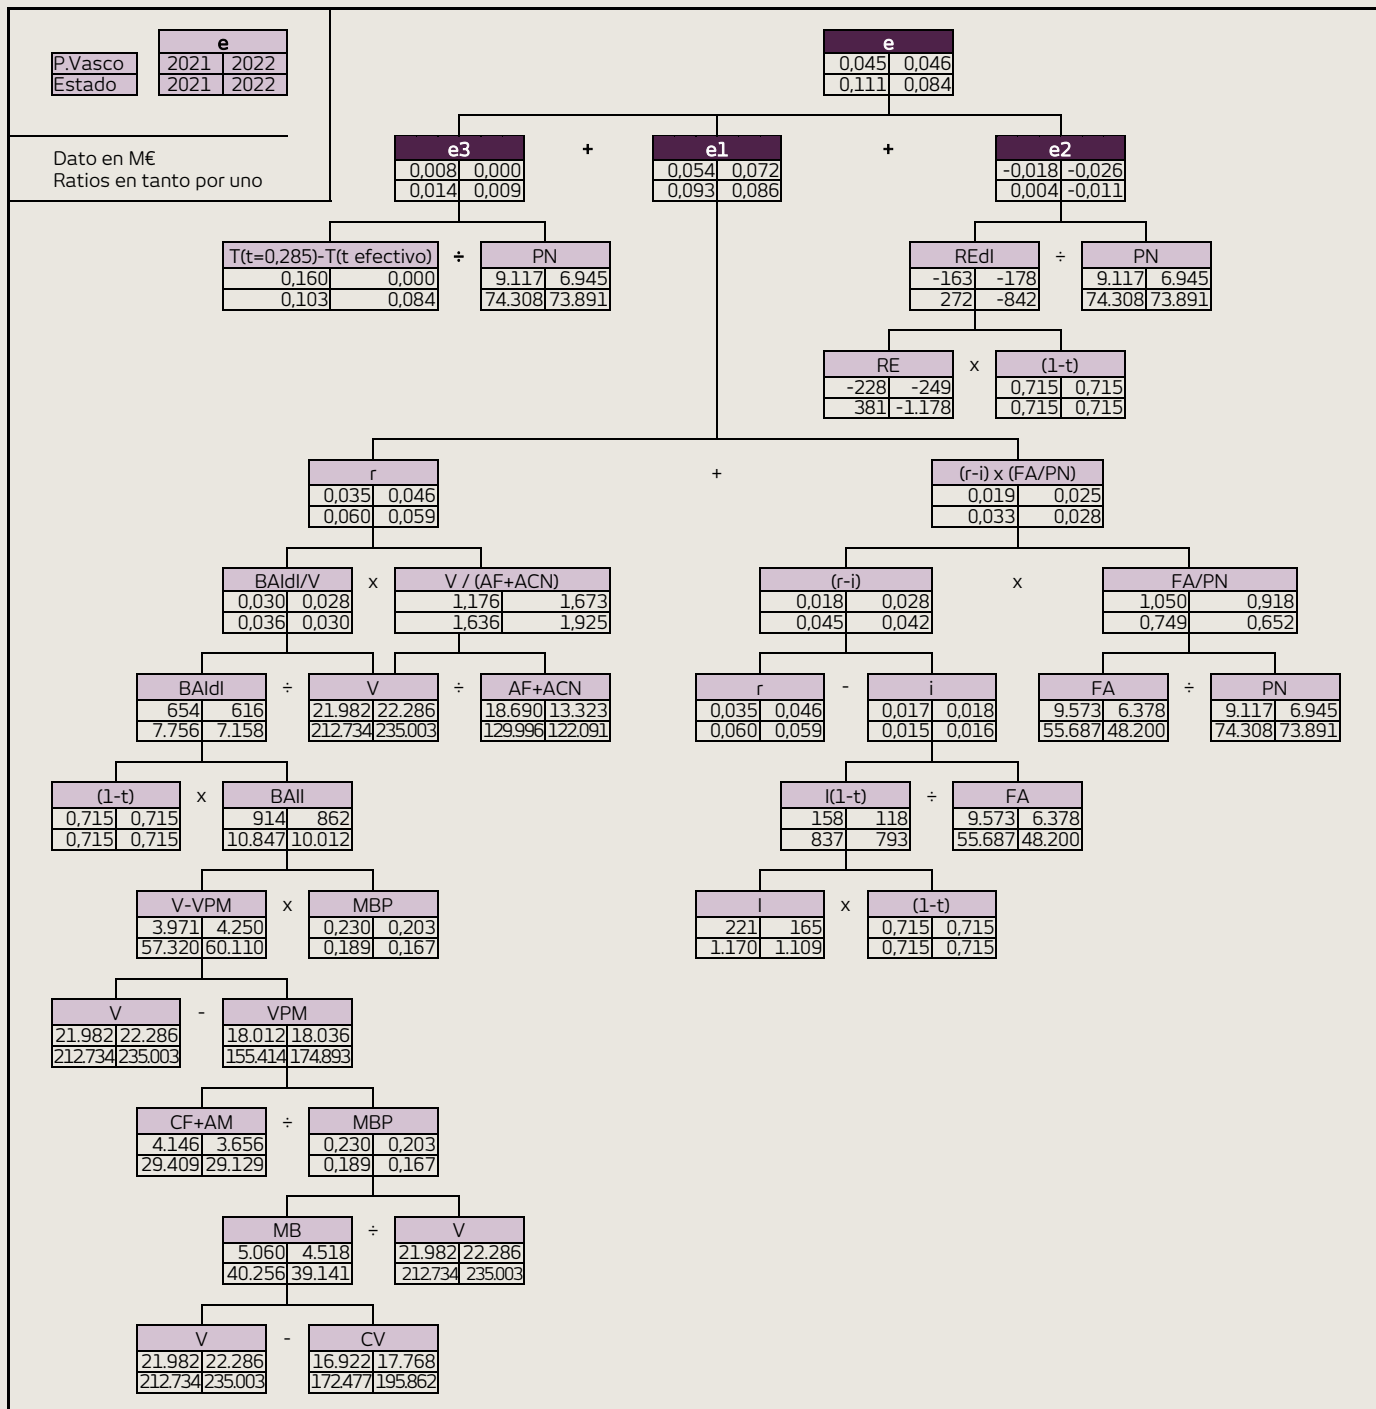 e
P.Vasco 2021 2022
Estado 2021 2022
Dato en M€
Ratios en tanto por uno
e
0,045 0,046
0,111 0,084
e3 + e1 + e2
0,008 0,000 0,054 0,072 -0,018 -0,026
0,014 0,009 0,093 0,086 0,004 -0,011
T(t=0,285)-T(t efectivo) ÷ PN REdI ÷ PN
0,160 0,000 9.117 6.945 -163 -178 9.117 6.945
0,103 0,084 74.308 73.891 272 -842 74.308 73.891
RE x (1-t)
-228 -249 0,715 0,715
381 -1.178 0,715 0,715
r + (r-i) x (FA/PN)
0,035 0,046 0,019 0,025
0,060 0,059 0,033 0,028
BAIdI/V x V / (AF+ACN) (r-i) x FA/PN
0,030 0,028 1,176 1,673 0,018 0,028 1,050 0,918
0,036 0,030 1,636 1,925 0,045 0,042 0,749 0,652
BAIdI ÷ V ÷ AF+ACN r - i FA ÷ PN
654 616 21.982 22.286 18.690 13.323 0,035 0,046 0,017 0,018 9.573 6.378 9.117 6.945
7.756 7.158 212.734 235.003 129.996 122.091 0,060 0,059 0,015 0,016 55.687 48.200 74.308 73.891
(1-t) x BAII I(1-t) ÷ FA
0,715 0,715 914 862 158 118 9.573 6.378
0,715 0,715 10.847 10.012 837 793 55.687 48.200
V-VPM x MBP I x (1-t)
3.971 4.250 0,230 0,203 221 165 0,715 0,715
57.320 60.110 0,189 0,167 1.170 1.109 0,715 0,715
V - VPM
21.982 22.286 18.012 18.036
212.734 235.003 155.414 174.893
CF+AM ÷ MBP
4.146 3.656 0,230 0,203
29.409 29.129 0,189 0,167
MB ÷ V
5.060 4.518 21.982 22.286
40.256 39.141 212.734 235.003
V - CV
21.982 22.286 16.922 17.768
212.734 235.003 172.477 195.862